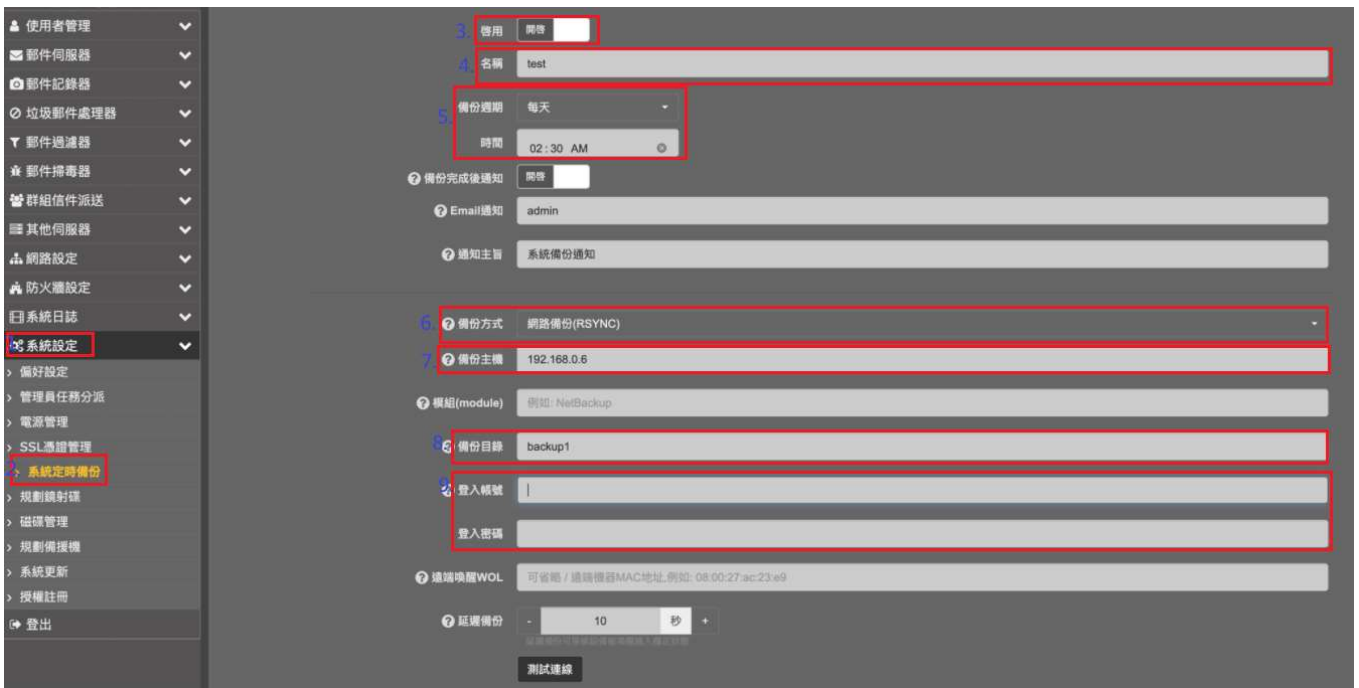 使用者管理
郵件伺服器
郵件記錄器
垃圾郵件處理器
郵件過濾器
郵件掃毒器
群組信件派送
其他伺服器
網路設定
防火牆設定
系統日誌
1. 系統設定
偏好設定
管理員任務分派
電源管理
SSL憑證管理
2. 系統定時備份
規劃鏡射碟
磁碟管理
規劃備援機
系統更新
授權註冊
登出
3. 啓用 開啓
4. 名稱 test
5. 備份週期 每天
時間 02:30 AM
備份完成後通知 開啓
Email通知 admin
通知主旨 系統備份通知
6. 備份方式 網路備份(RSYNC)
7. 備份主機 192.168.0.6
模組(module) 例如: NetBackup
8. 備份目錄 backup1
9. 登入帳號
登入密碼
遠端喚醒WOL 可省略 / 遠端機器MAC地址,例如: 08:00:27:ac:23:e9
延遲備份 - 10 秒 +
測試連線